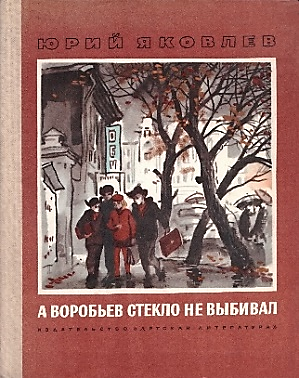 ЮРИЙ ЯКОВЛЕВ
А ВОРОБЬЕВ СТЕКЛО НЕ ВЫБИВАЛ
ИЗДАТЕЛЬСТВО «ДЕТСКАЯ ЛИТЕРАТУРА»